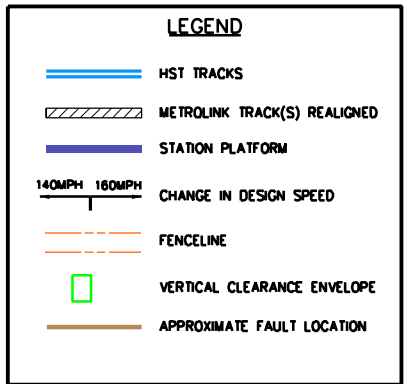 LEGEND
HST TRACKS
METROLINK TRACK(S) REALIGNED
STATION PLATFORM
140MPH 160MPH CHANGE IN DESIGN SPEED
FENCELINE
VERTICAL CLEARANCE ENVELOPE
APPROXIMATE FAULT LOCATION